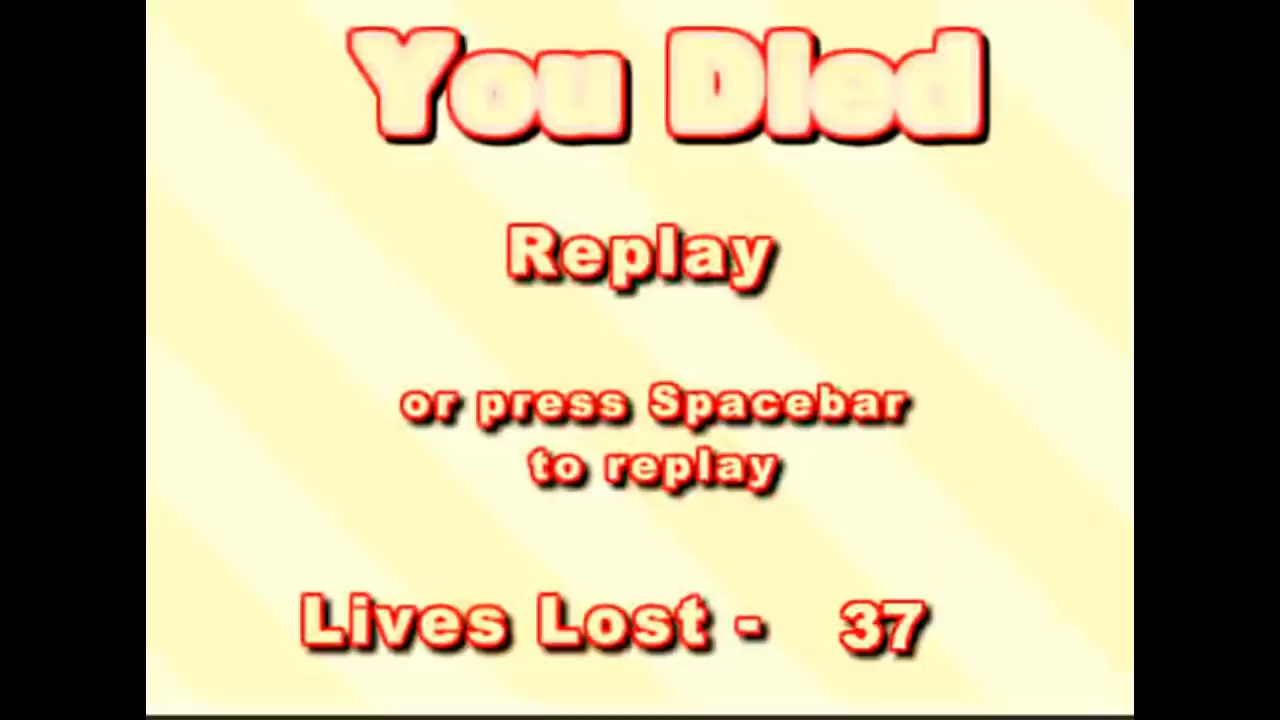 You Died
Replay
or press Spacebar
to replay
Lives Lost - 37